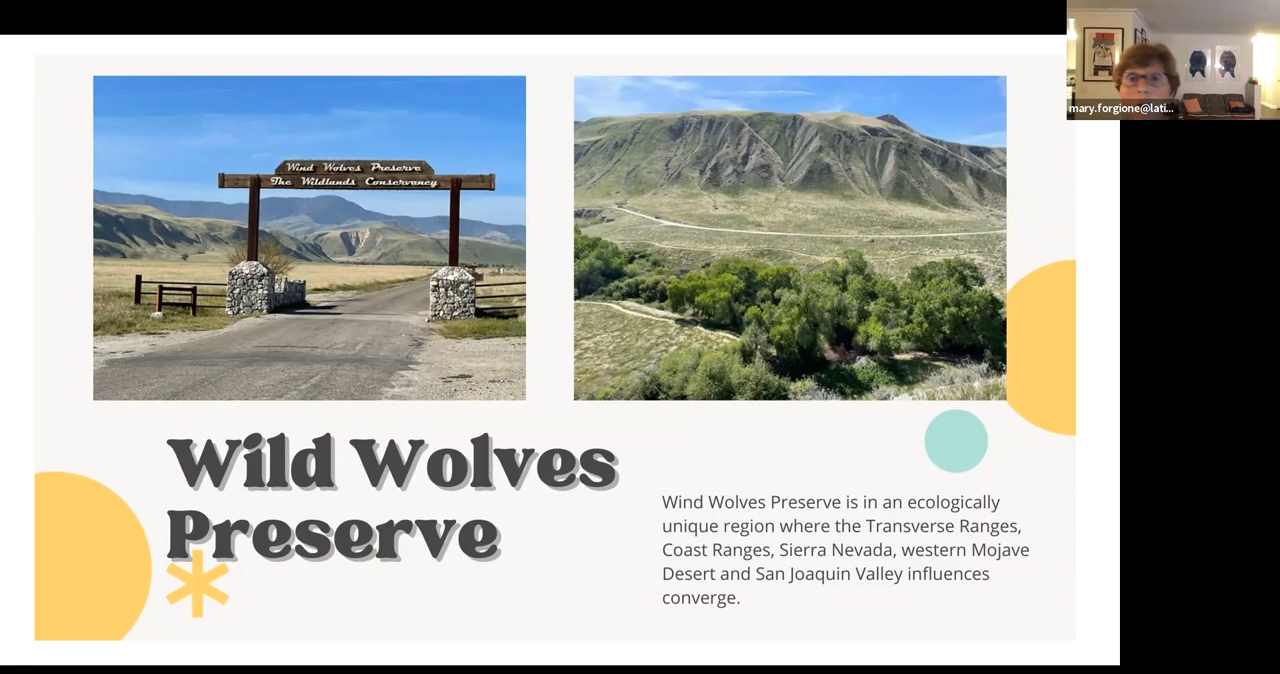 Wind Wolves Preserve
The Wildlands Conservancy
mary.forgione@lati...
Wild Wolves
Preserve
*
Wind Wolves Preserve is in an ecologically
unique region where the Transverse Ranges,
Coast Ranges, Sierra Nevada, western Mojave
Desert and San Joaquin Valley influences
converge.